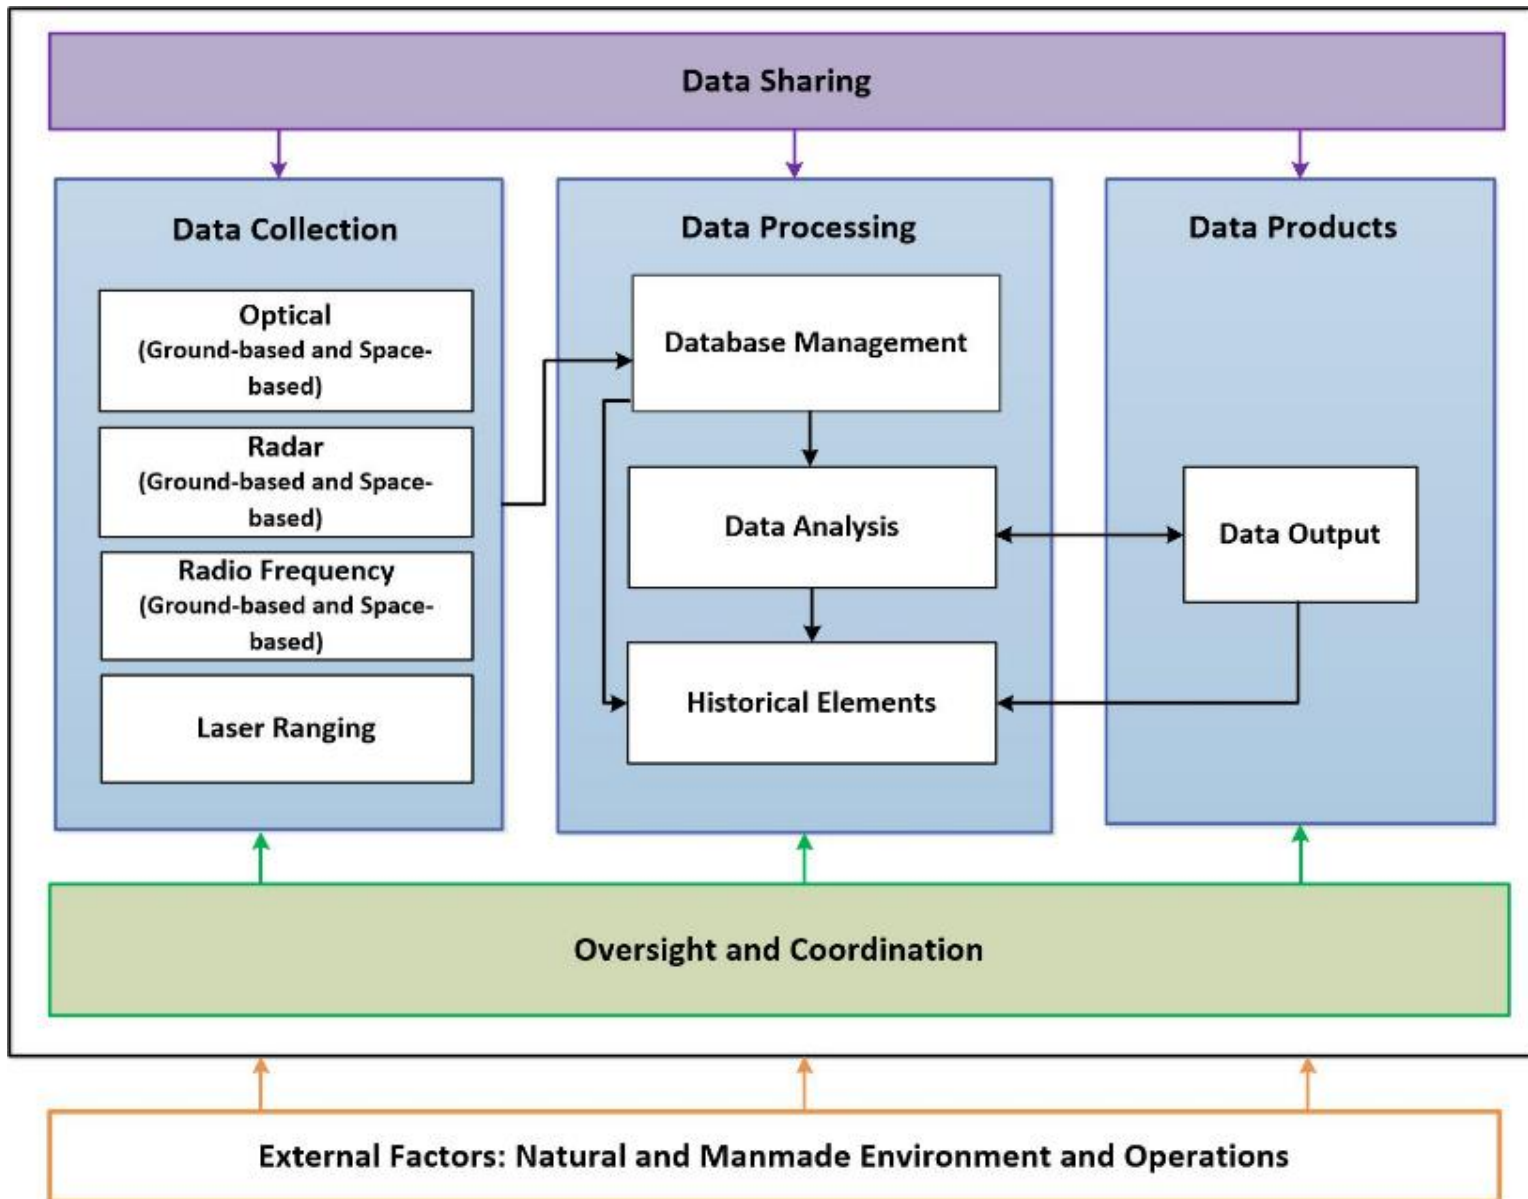 Data Sharing
Data Collection
Optical
(Ground-based and Space-
based)
Radar
(Ground-based and Space-
based)
Radio Frequency
(Ground-based and Space-
based)
Laser Ranging
Data Processing
Database Management
Data Analysis
Historical Elements
Data Products
Data Output
Oversight and Coordination
External Factors: Natural and Manmade Environment and Operations